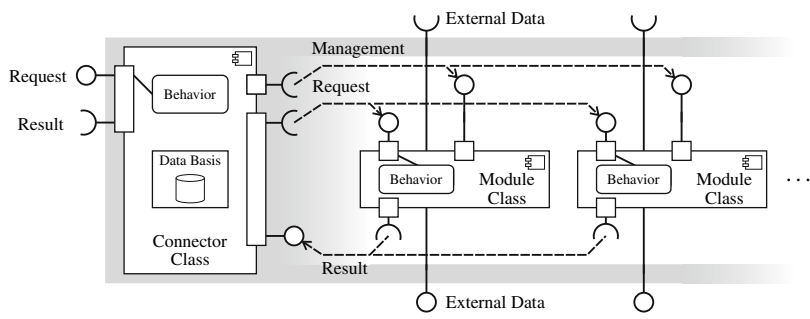 External Data
Management
Request
Request
Behavior
Result
Data Basis
Connector
Class
Behavior
Module
Class
Behavior
Module
Class
...
Result
External Data